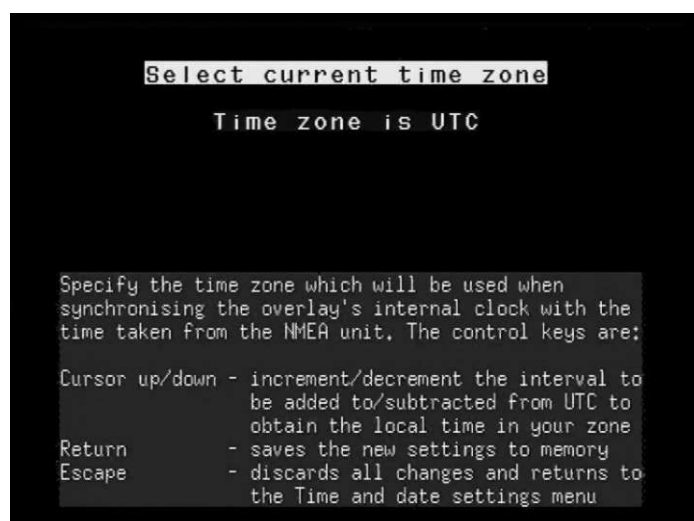 Select current time zone
Time zone is UTC
Specify the time zone which will be used when
synchronising the overlay's internal clock with the
time taken from the NMEA unit. The control keys are:
Cursor up/down - increment/decrement the interval to
be added to/subtracted from UTC to
obtain the local time in your zone
Return - saves the new settings to memory
Escape - discards all changes and returns to
the Time and date settings menu